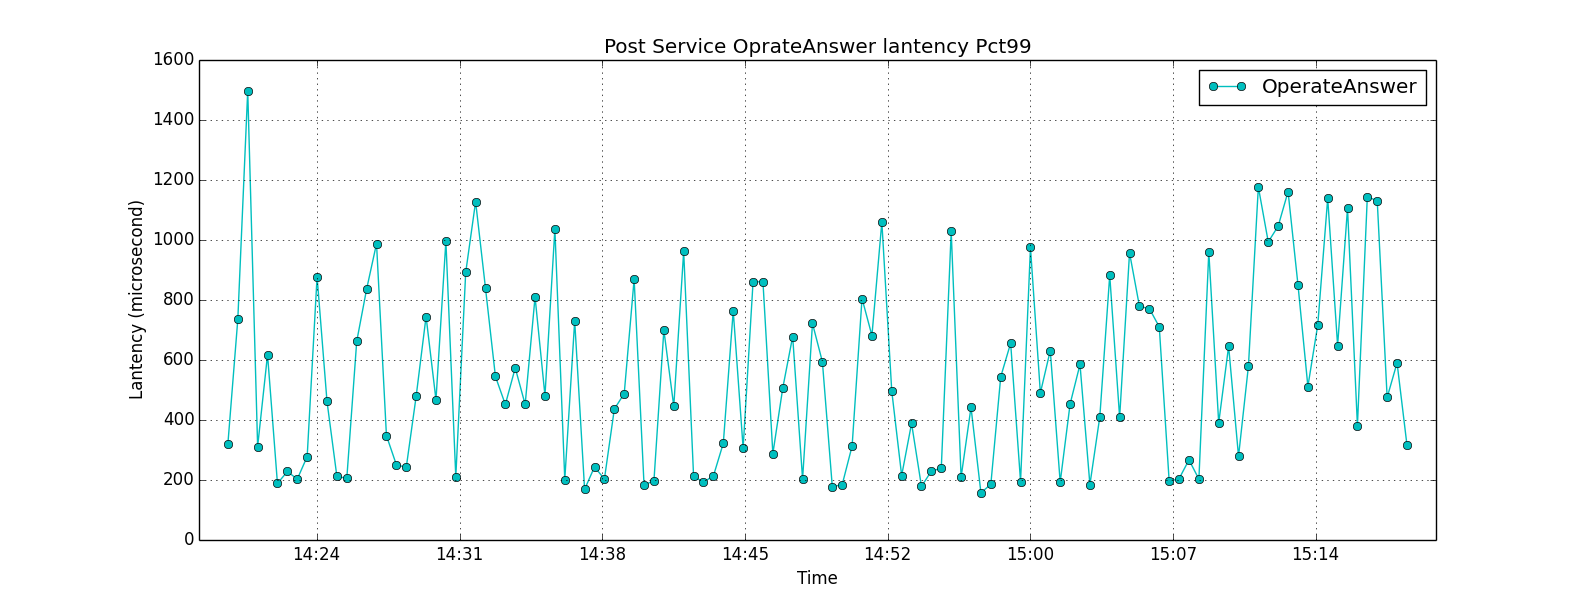 Post Service OprateAnswer lantency Pct99
OperateAnswer
1600
1400
1200
1000
800
600
400
200
0
Lantency (microsecond)
14:24 14:31 14:38 14:45 14:52 15:00 15:07 15:14
Time